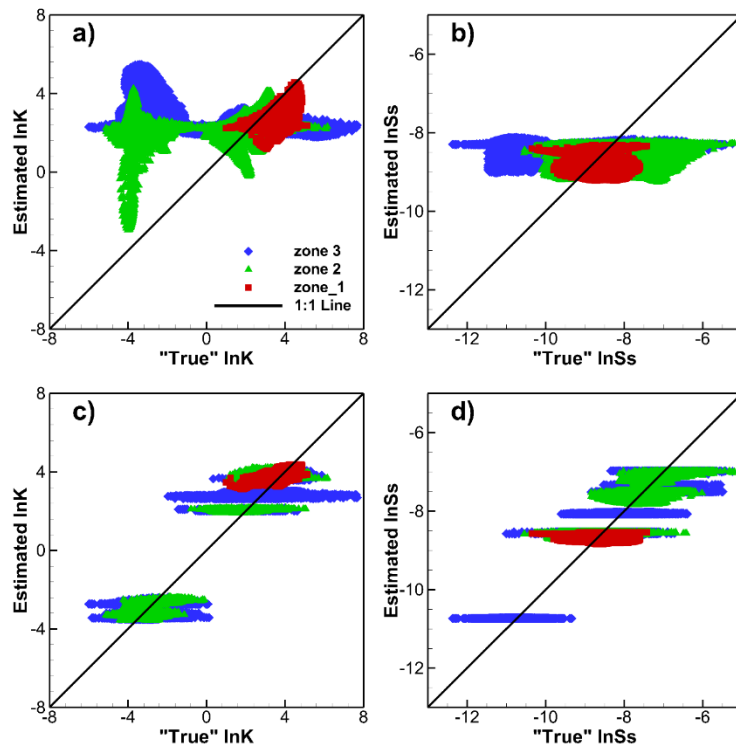 a)
8
4
0
-4
-8
-8
-4
0
4
8
Estimated lnK
"True" lnK
zone 3
zone 2
zone_1
1:1 Line
b)
-6
-8
-10
-12
-12
-10
-8
-6
Estimated lnSs
"True" lnSs
c)
8
4
0
-4
-8
-8
-4
0
4
8
Estimated lnK
"True" lnK
d)
-6
-8
-10
-12
-12
-10
-8
-6
Estimated lnSs
"True" lnSs